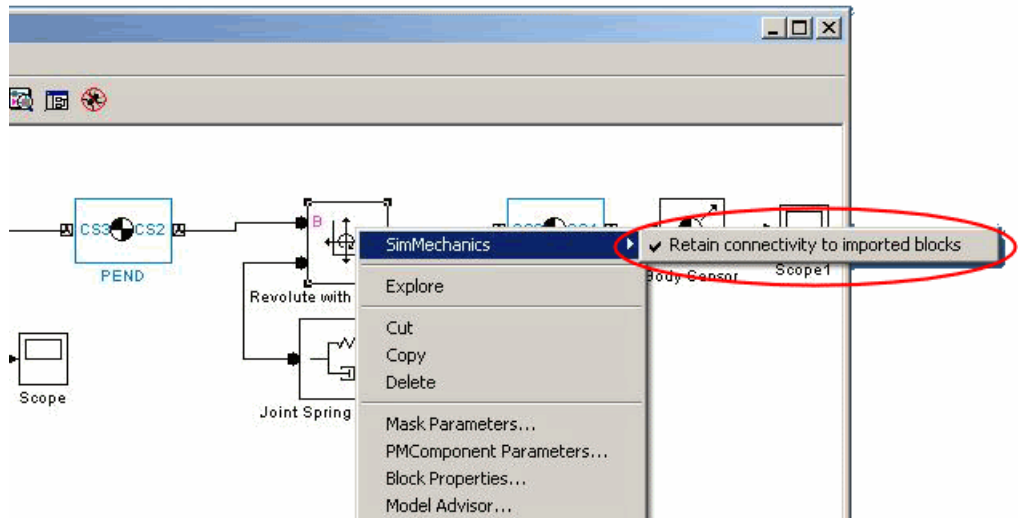 CS3 CS2
B
PEND
SimMechanics
Retain connectivity to imported blocks
Body Sensor
Scope1
Revolute with
Explore
Cut
Copy
Delete
Scope
Joint Spring
Mask Parameters...
PMComponent Parameters...
Block Properties...
Model Advisor...